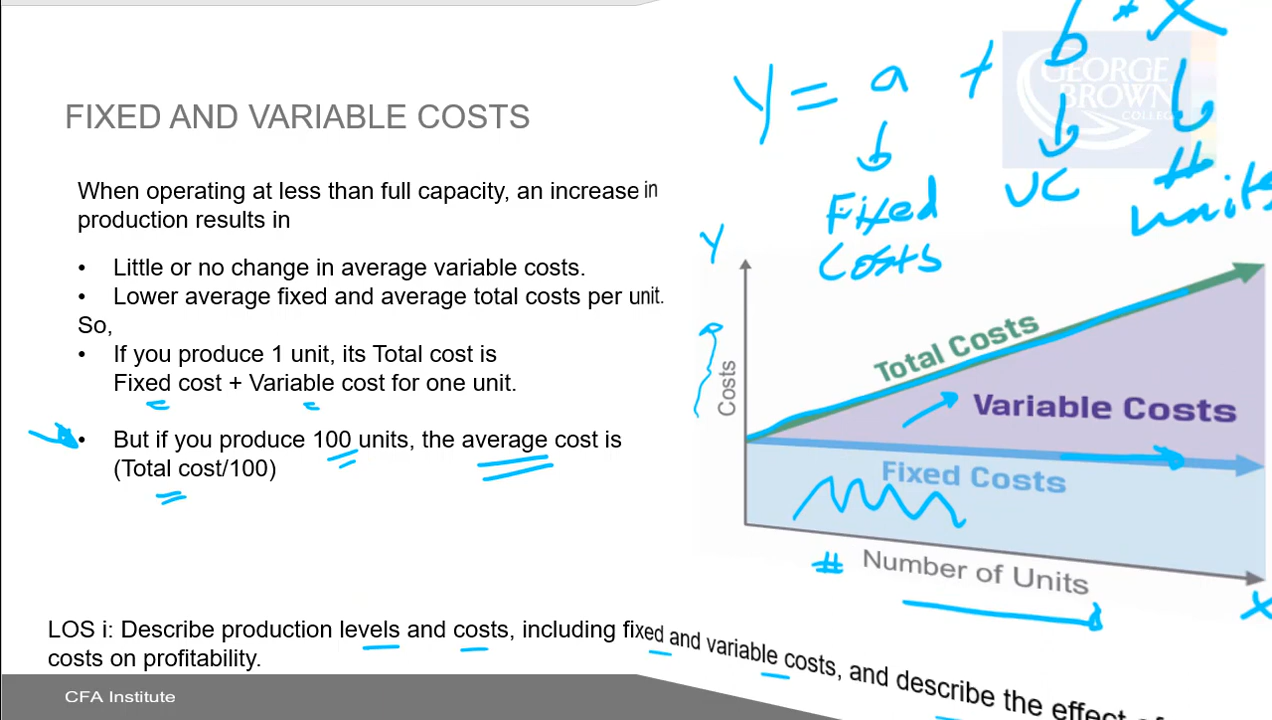 y = a + b * x
GEORGE
BROWN
COLLEGE
FIXED AND VARIABLE COSTS
Fixed
Costs
VC
#
units
When operating at less than full capacity, an increase in
production results in
• Little or no change in average variable costs.
• Lower average fixed and average total costs per unit.
So,
• If you produce 1 unit, its Total cost is
Fixed cost + Variable cost for one unit.
• But if you produce 100 units, the average cost is
(Total cost/100)
Y
Costs
Total Costs
Variable Costs
Fixed Costs
# Number of Units
X
LOS i: Describe production levels and costs, including fixed and variable costs, and describe the effect of
costs on profitability.
CFA Institute